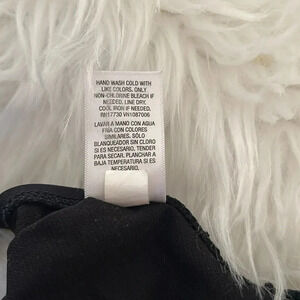 HAND WASH COLD WITH
LIKE COLORS. ONLY
NON-CHLORINE BLEACH IF
NEEDED. LINE DRY.
COOL IRON IF NEEDED.
RN17730 VN1087006
LAVAR A MANO CON AGUA
FRIA CON COLORES
SIMILARES. SÓLO
BLANQUEADOR SIN CLORO
SI ES NECESARIO. TENDER
PARA SECAR. PLANCHAR A
BAJA TEMPERATURA SI ES
NECESARIO.